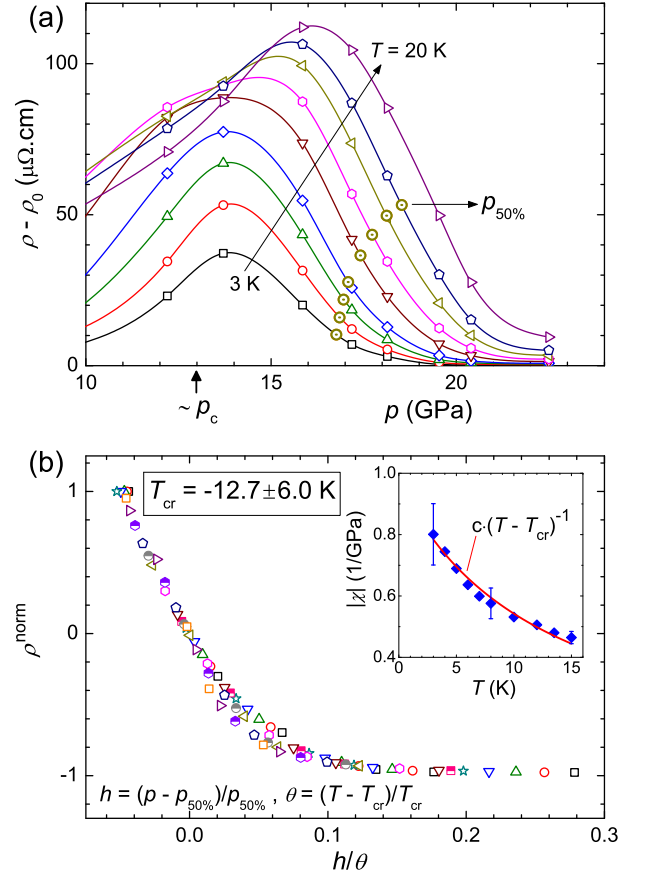 (a)
100
50
0
ρ - ρ0 (μΩ.cm)
T = 20 K
p50%
3 K
10 15 20
~ pc
p (GPa)
(b)
Tcr = -12.7±6.0 K
1
0
-1
ρnorm
0.8
0.6
0.4
|χ| (1/GPa)
c·(T - Tcr)-1
0 5 10 15
T (K)
h = (p - p50%)/p50% , θ = (T - Tcr)/Tcr
0.0 0.1 0.2 0.3
h/θ